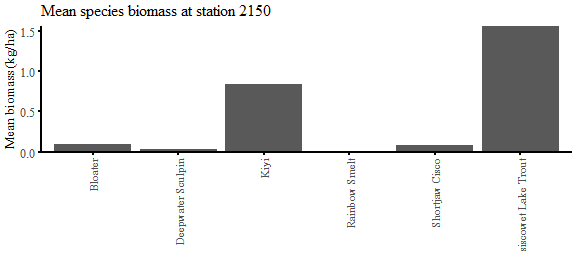 Mean species biomass at station 2150
Mean biomass (kg/ha)
1.5
1.0
0.5
0.0
Bloater
Deepwater Sculpin
Kiyi
Rainbow Smelt
Shortjaw Cisco
siscowet Lake Trout